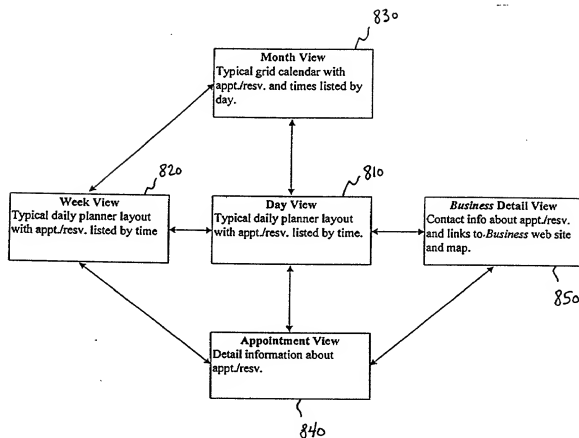 830
Month View
Typical grid calendar with
appt./resv. and times listed by
day.
820
Week View
Typical daily planner layout
with appt./resv. listed by time
810
Day View
Typical daily planner layout
with appt./resv. listed by time.
Business Detail View
Contact info about appt./resv.
and links to Business web site
and map.
850
Appointment View
Detail information about
appt./resv.
840